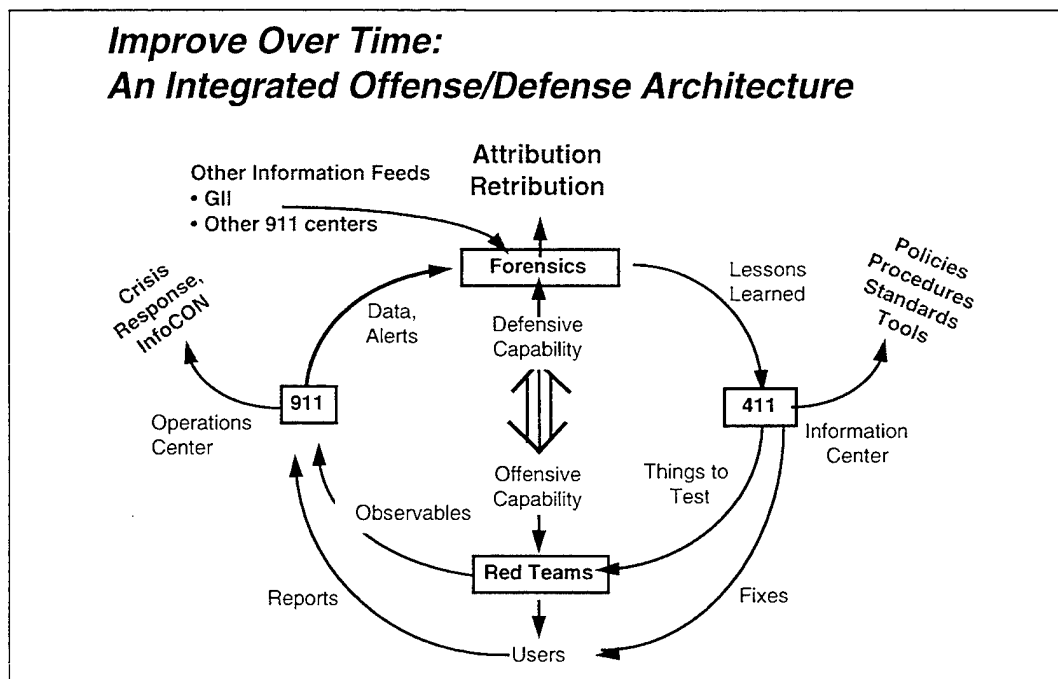 Improve Over Time:
An Integrated Offense/Defense Architecture
Other Information Feeds
• GII
• Other 911 centers
Attribution
Retribution
Forensics
Lessons
Learned
Policies
Procedures
Standards
Tools
Crisis
Response,
InfoCON
Data,
Alerts
Defensive
Capability
911
411
Operations
Center
Information
Center
Offensive
Capability
Things to
Test
Observables
Red Teams
Reports
Fixes
Users